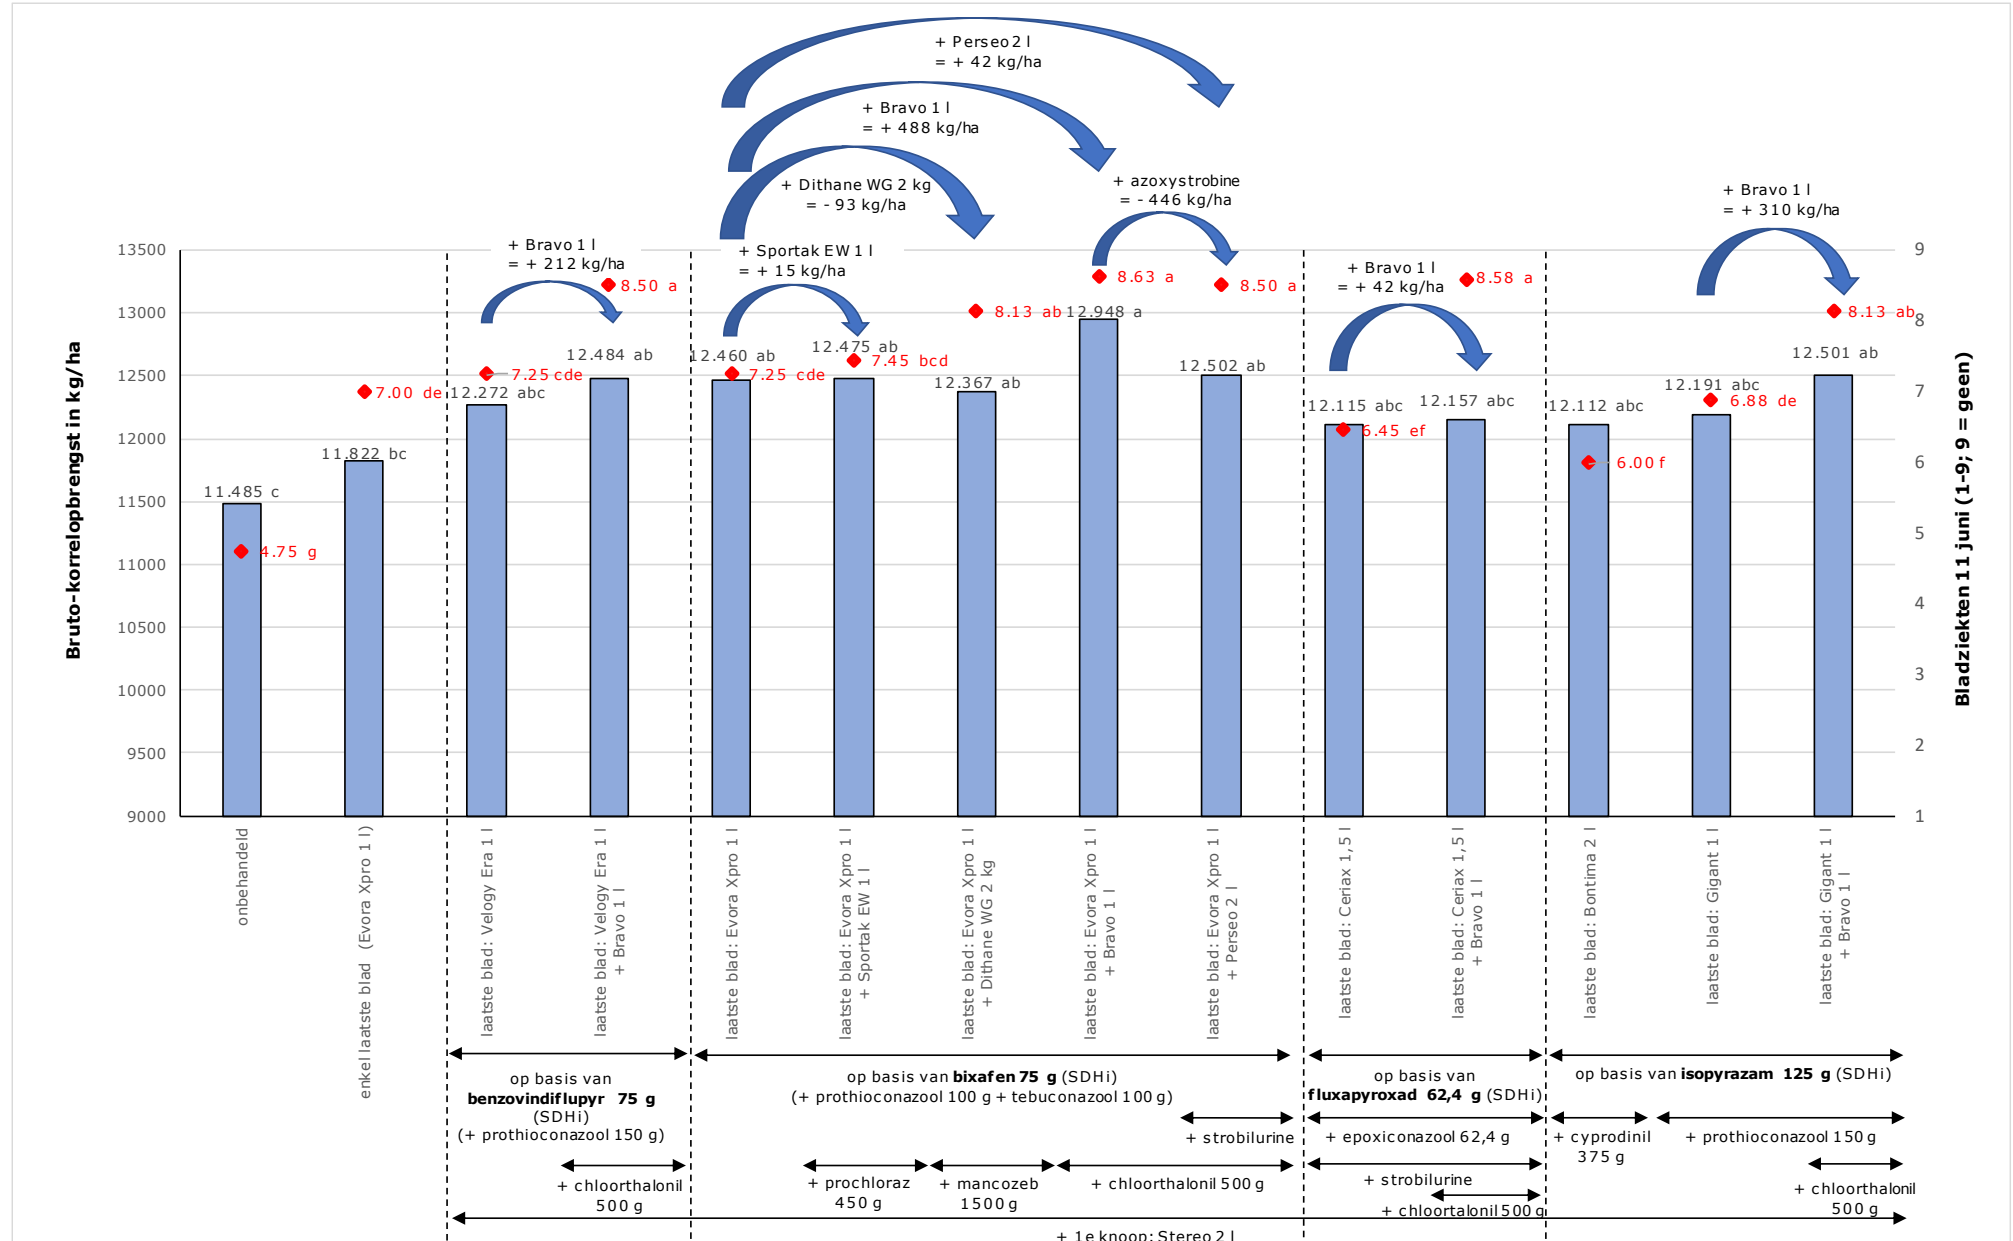 + Perseo 2 l
= + 42 kg/ha
+ Bravo 1 l
= + 488 kg/ha
+ Dithane WG 2 kg
= - 93 kg/ha
+ azoxystrobine
= - 446 kg/ha
+ Bravo 1 l
= + 310 kg/ha
+ Bravo 1 l
= + 212 kg/ha
+ Sportak EW 1 l
= + 15 kg/ha
+ Bravo 1 l
= + 42 kg/ha
Bruto-korrelopbrengst in kg/ha
13500
13000
12500
12000
11500
11000
10500
10000
9500
9000
Bladziekten 11 juni (1-9; 9 = geen)
9
8
7
6
5
4
3
2
1
11.485 c
4.75 g
11.822 bc
7.00 de
12.272 abc
7.25 cde
12.484 ab
8.50 a
12.460 ab
7.25 cde
12.475 ab
7.45 bcd
12.367 ab
8.13 ab
12.948 a
8.63 a
12.502 ab
8.50 a
12.115 abc
6.45 ef
12.157 abc
8.58 a
12.112 abc
6.00 f
12.191 abc
6.88 de
12.501 ab
8.13 ab
onbehandeld
enkel laatste blad (Evora Xpro 1 l)
laatste blad: Velogy Era 1 l
laatste blad: Velogy Era 1 l
+ Bravo 1 l
laatste blad: Evora Xpro 1 l
laatste blad: Evora Xpro 1 l
+ Sportak EW 1 l
laatste blad: Evora Xpro 1 l
+ Dithane WG 2 kg
laatste blad: Evora Xpro 1 l
+ Bravo 1 l
laatste blad: Evora Xpro 1 l
+ Perseo 2 l
laatste blad: Ceriax 1,5 l
laatste blad: Ceriax 1,5 l
+ Bravo 1 l
laatste blad: Bontima 2 l
laatste blad: Gigant 1 l
laatste blad: Gigant 1 l
+ Bravo 1 l
op basis van
benzovindiflupyr 75 g
(SDHi)
(+ prothioconazool 150 g)
+ chloorthalonil
500 g
op basis van bixafen 75 g (SDHi)
(+ prothioconazool 100 g + tebuconazool 100 g)
+ strobilurine
+ prochloraz
450 g
+ mancozeb
1500 g
+ chloorthalonil 500 g
op basis van
fluxapyroxad 62,4 g (SDHi)
+ epoxiconazool 62,4 g
+ strobilurine
+ chloortalonil 500 g
op basis van isopyrazam 125 g (SDHi)
+ cyprodinil
375 g
+ prothioconazool 150 g
+ chloorthalonil
500 g
+ 1e knoop: Stereo 2 l